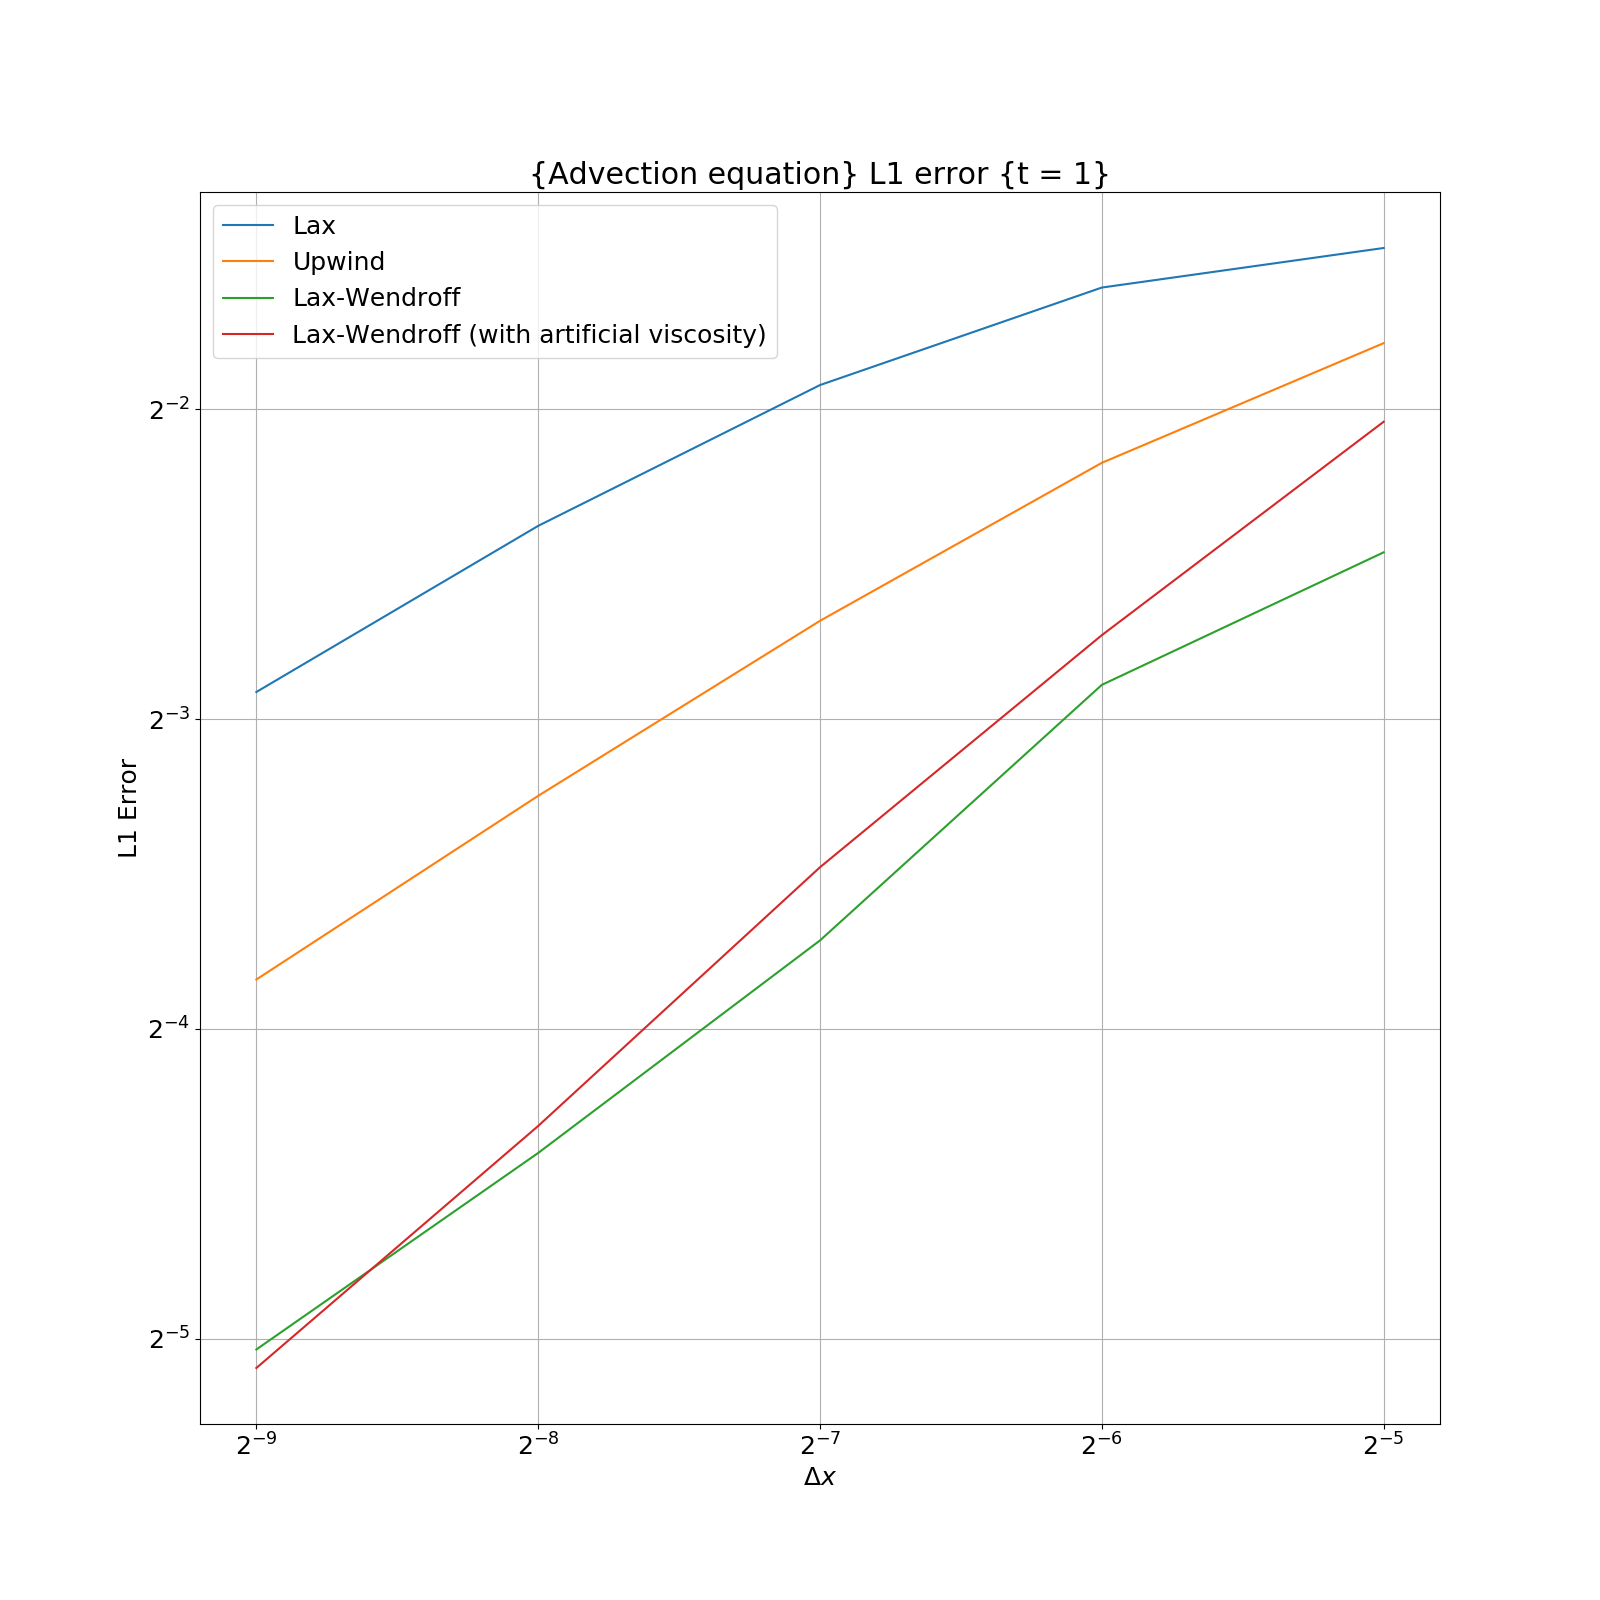 {Advection equation} L1 error {t = 1}
Lax
Upwind
Lax-Wendroff
Lax-Wendroff (with artificial viscosity)
2⁻²
2⁻³
2⁻⁴
2⁻⁵
L1 Error
2⁻⁹ 2⁻⁸ 2⁻⁷ 2⁻⁶ 2⁻⁵
Δx